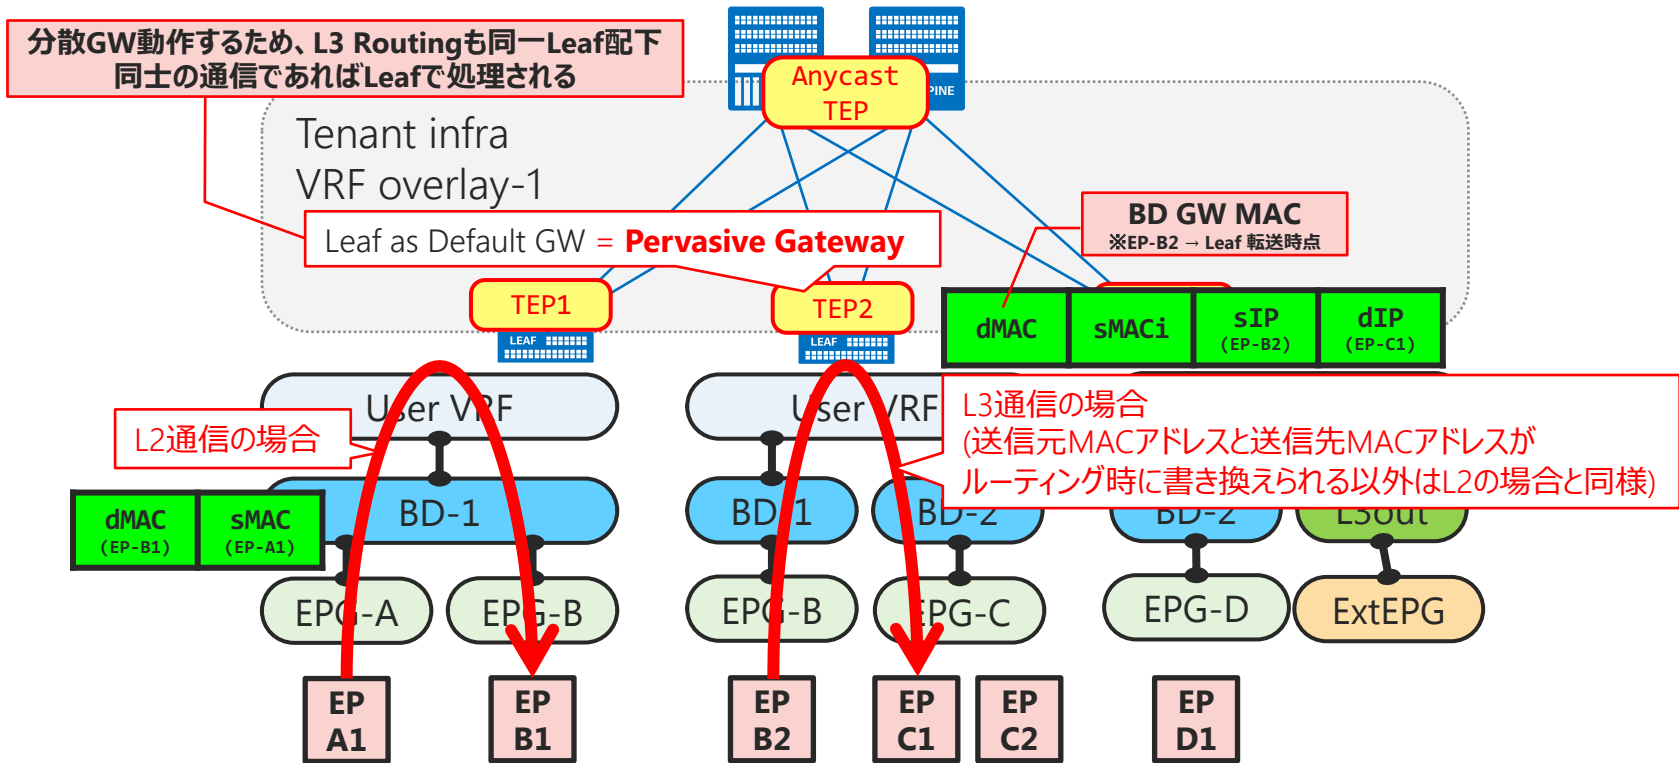 分散GW動作するため、L3 Routingも同一Leaf配下
同士の通信であればLeafで処理される
Anycast
TEP
PINE
Tenant infra
VRF overlay-1
BD GW MAC
※EP-B2 → Leaf 転送時点
Leaf as Default GW = Pervasive Gateway
TEP1
TEP2
LEAF
LEAF
dMAC
sMACi
sIP
(EP-B2)
dIP
(EP-C1)
User VRF
User VRF
L2通信の場合
L3通信の場合
(送信元MACアドレスと送信先MACアドレスが
ルーティング時に書き換えられる以外はL2の場合と同様)
dMAC
(EP-B1)
sMAC
(EP-A1)
BD-1
BD-1
BD-2
BD-2
L3out
EPG-A
EPG-B
EPG-B
EPG-C
EPG-D
ExtEPG
EP
A1
EP
B1
EP
B2
EP
C1
EP
C2
EP
D1